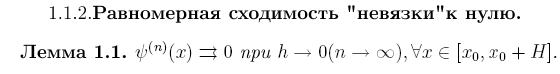 1.1.2.Равномерная сходимость "невязки"к нулю.
Лемма 1.1. ψ⁽ⁿ⁾(x) ⇉ 0 при h → 0(n → ∞), ∀x ∈ [x₀, x₀ + H].